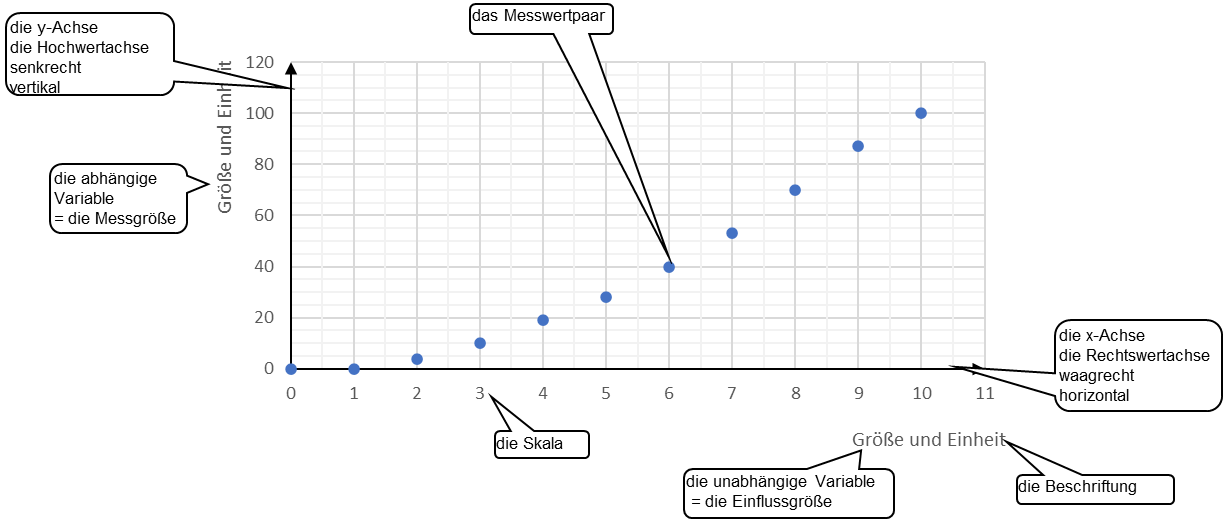 die y-Achse
die Hochwertachse
senkrecht
vertikal
das Messwertpaar
die abhängige
Variable
= die Messgröße
Größe und Einheit
120
100
80
60
40
20
0
0 1 2 3 4 5 6 7 8 9 10 11
die x-Achse
die Rechtswertachse
waagrecht
horizontal
die Skala
Größe und Einheit
die unabhängige Variable
= die Einflussgröße
die Beschriftung